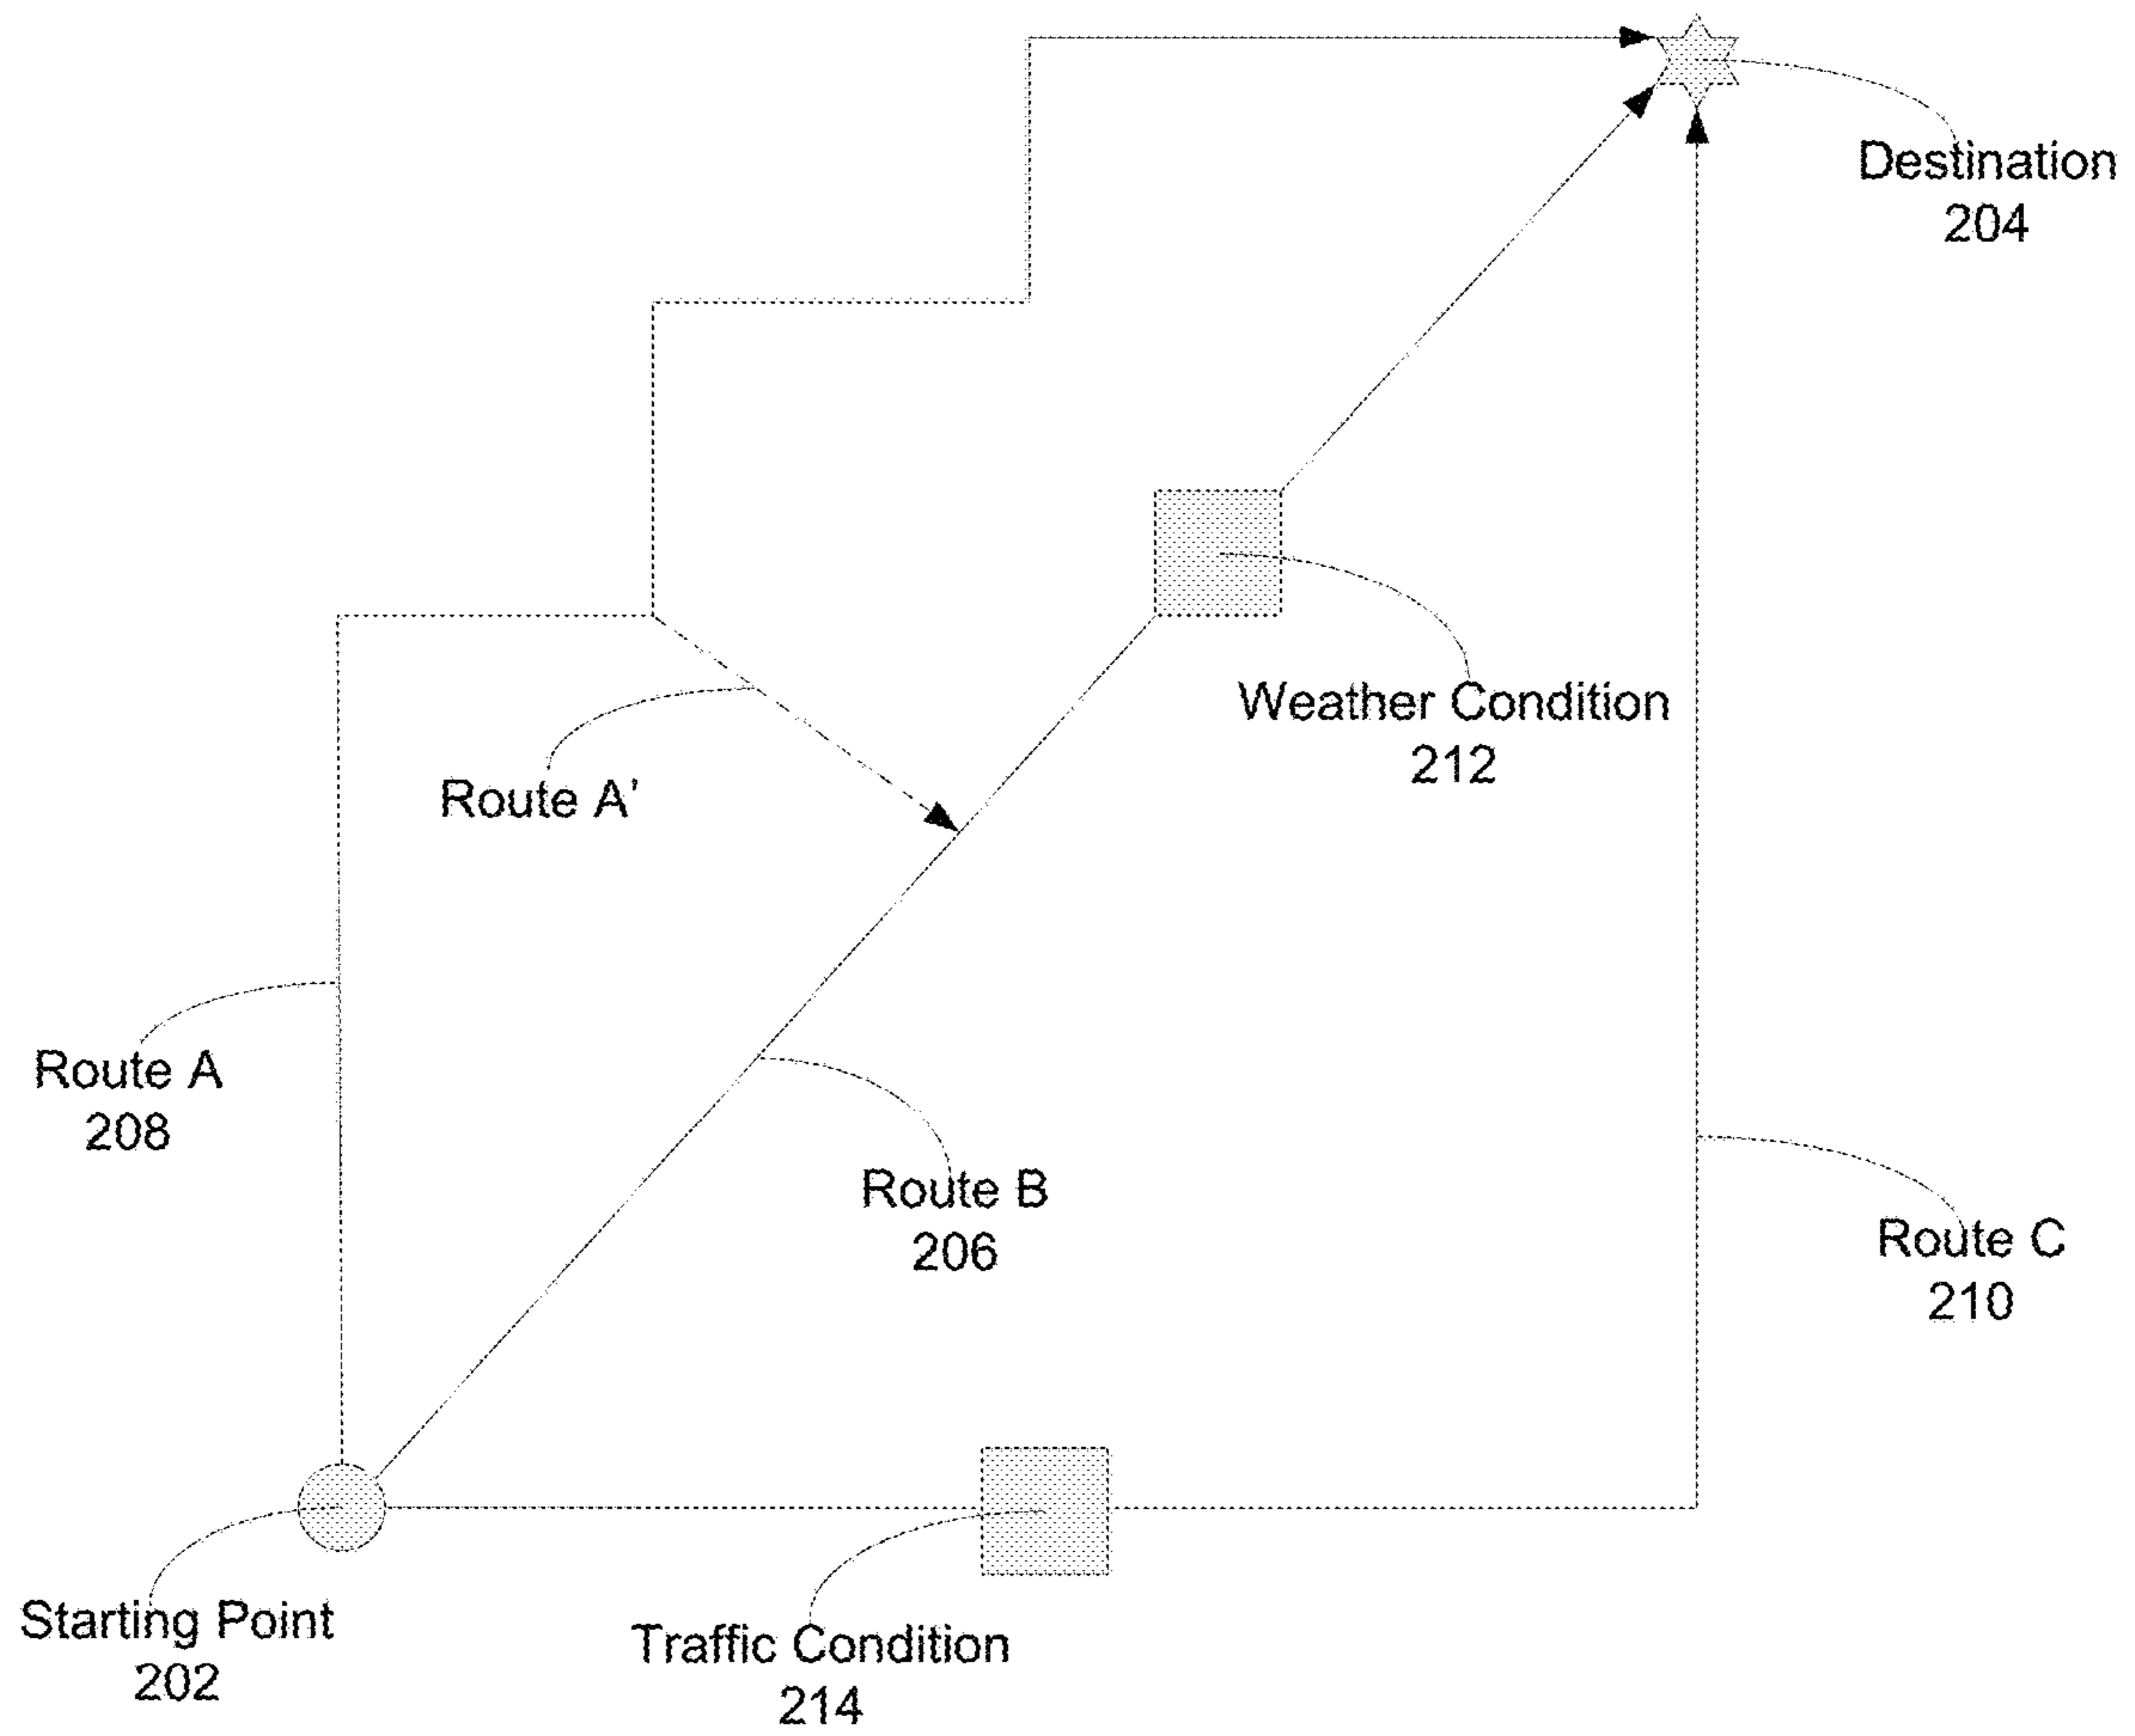 Destination
204
Weather Condition
212
Route A'
Route A
208
Route B
206
Route C
210
Starting Point
202
Traffic Condition
214